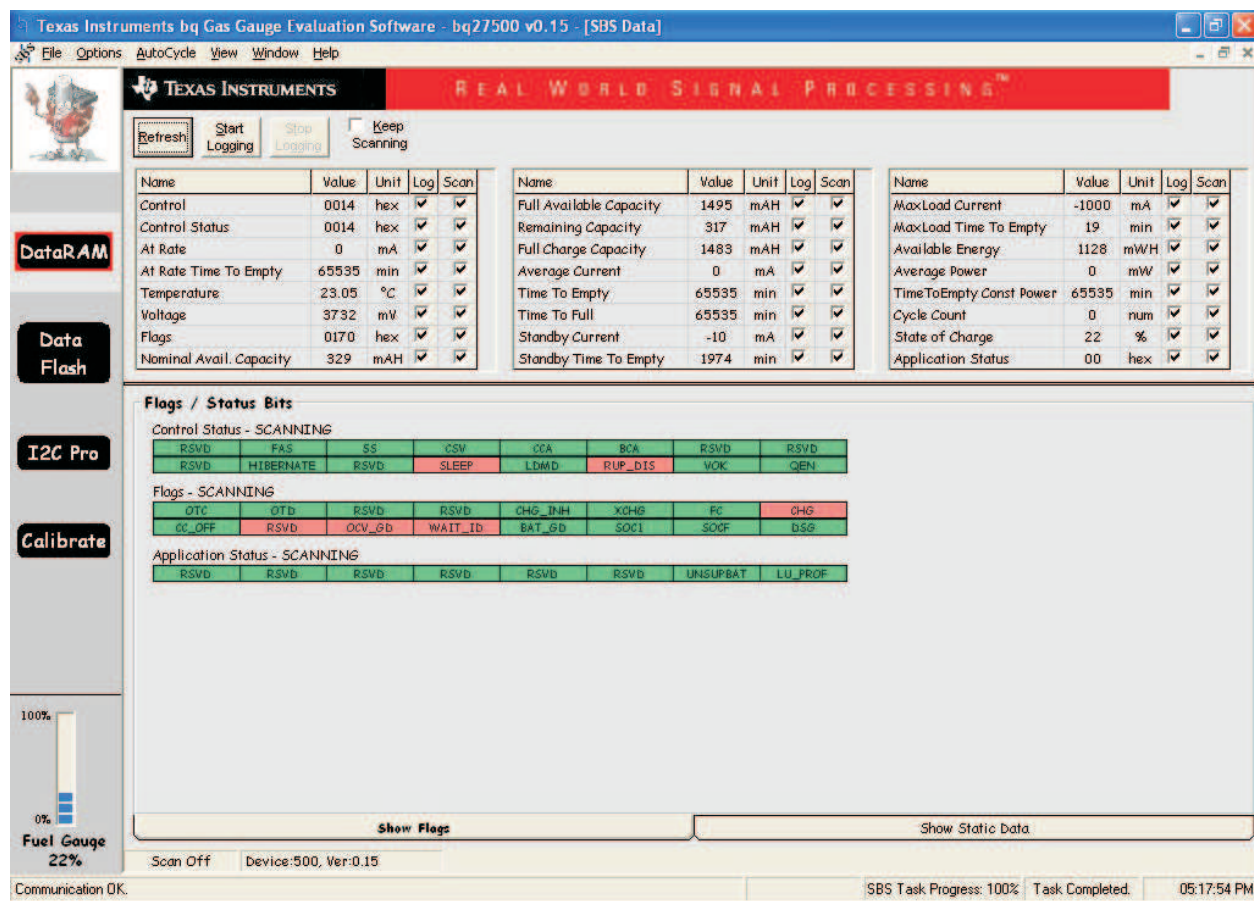 Texas Instruments bq Gas Gauge Evaluation Software - bq27500 v0.15 - [SBS Data]
File Options AutoCycle View Window Help
TEXAS INSTRUMENTS REAL WORLD SIGNAL PROCESSING™
Refresh Start Logging Stop Logging Keep Scanning
Name Value Unit Log Scan Name Value Unit Log Scan Name Value Unit Log Scan
Control 0014 hex Full Available Capacity 1495 mAH MaxLoad Current -1000 mA
Control Status 0014 hex Remaining Capacity 317 mAH MaxLoad Time To Empty 19 min
At Rate 0 mA Full Charge Capacity 1483 mAH Available Energy 1128 mWH
At Rate Time To Empty 65535 min Average Current 0 mA Average Power 0 mW
Temperature 23.05 °C Time To Empty 65535 min TimeToEmpty Const Power 65535 min
Voltage 3732 mV Time To Full 65535 min Cycle Count 0 num
Flags 0170 hex Standby Current -10 mA State of Charge 22 %
Nominal Avail. Capacity 329 mAH Standby Time To Empty 1974 min Application Status 00 hex
DataRAM
Data
Flash
I2C Pro
Calibrate
Flags / Status Bits
Control Status - SCANNING
RSVD FAS SS CSV CCA BCA RSVD RSVD
RSVD HIBERNATE RSVD SLEEP LDMD RUP_DIS VOK QEN
Flags - SCANNING
OTC OTD RSVD RSVD CHG_INH XCHG FC CHG
CC_OFF RSVD OCV_GD WAIT_ID BAT_GD SOC1 SOCF DSG
Application Status - SCANNING
RSVD RSVD RSVD RSVD RSVD RSVD UNSUPBAT LU_PROF
100%
0%
Fuel Gauge
22%
Show Flags Show Static Data
Scan Off Device:500, Ver:0.15
Communication OK. SBS Task Progress: 100% Task Completed. 05:17:54 PM